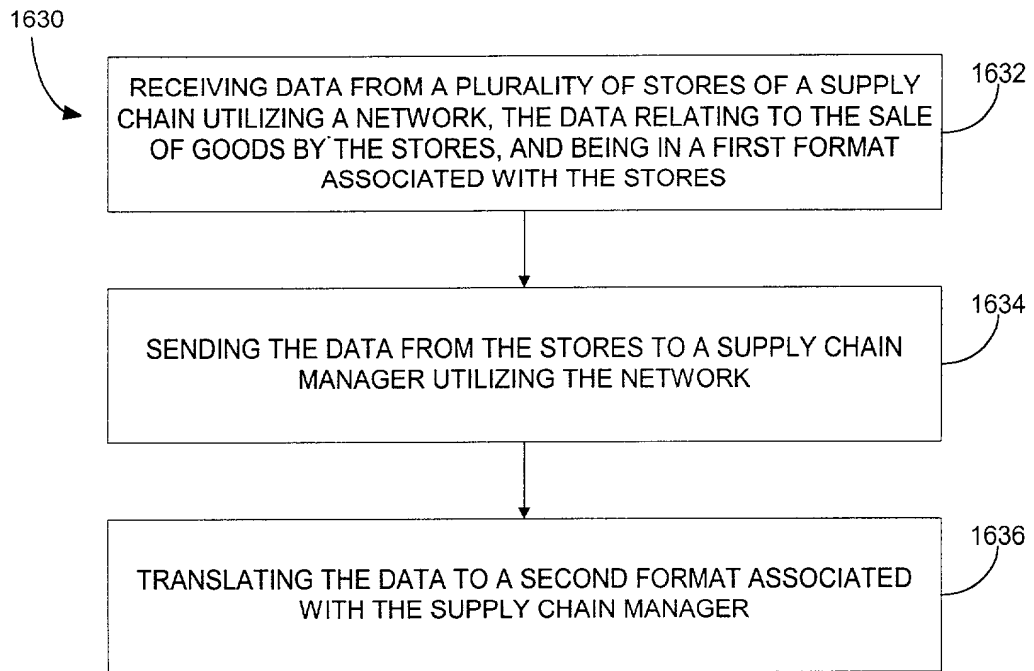 1630
1632
RECEIVING DATA FROM A PLURALITY OF STORES OF A SUPPLY
CHAIN UTILIZING A NETWORK, THE DATA RELATING TO THE SALE
OF GOODS BY THE STORES, AND BEING IN A FIRST FORMAT
ASSOCIATED WITH THE STORES
1634
SENDING THE DATA FROM THE STORES TO A SUPPLY CHAIN
MANAGER UTILIZING THE NETWORK
1636
TRANSLATING THE DATA TO A SECOND FORMAT ASSOCIATED
WITH THE SUPPLY CHAIN MANAGER